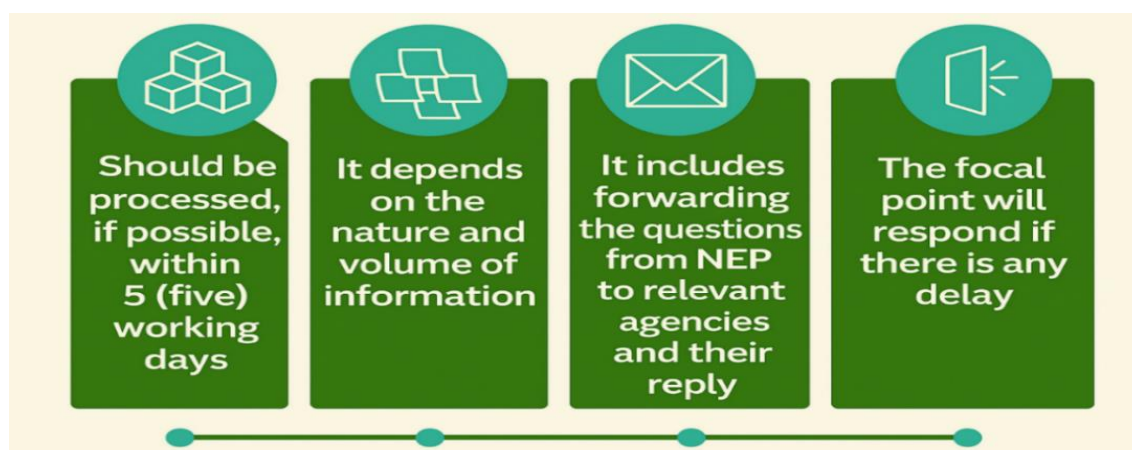 Should be
processed,
if possible,
within
5 (five)
working
days
It depends
on the
nature and
volume of
information
It includes
forwarding
the questions
from NEP
to relevant
agencies
and their
reply
The focal
point will
respond if
there is any
delay